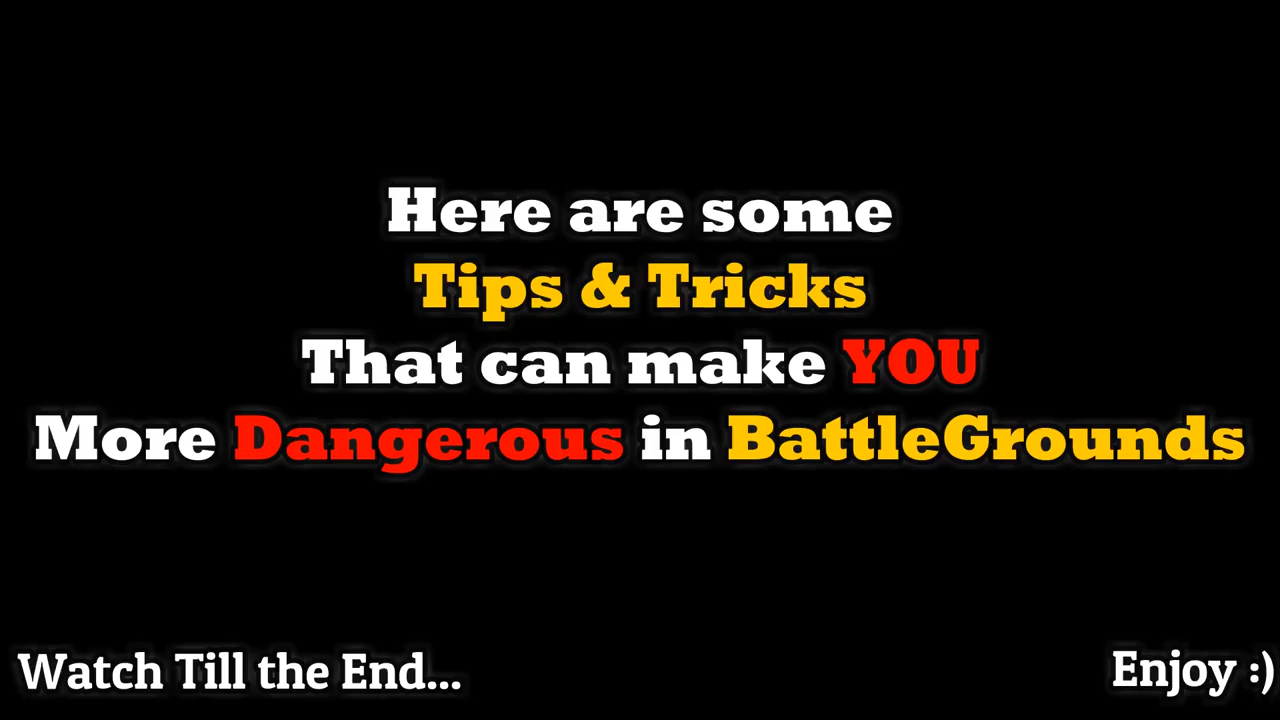 Here are some
Tips & Tricks
That can make YOU
More Dangerous in BattleGrounds
Watch Till the End...
Enjoy :)